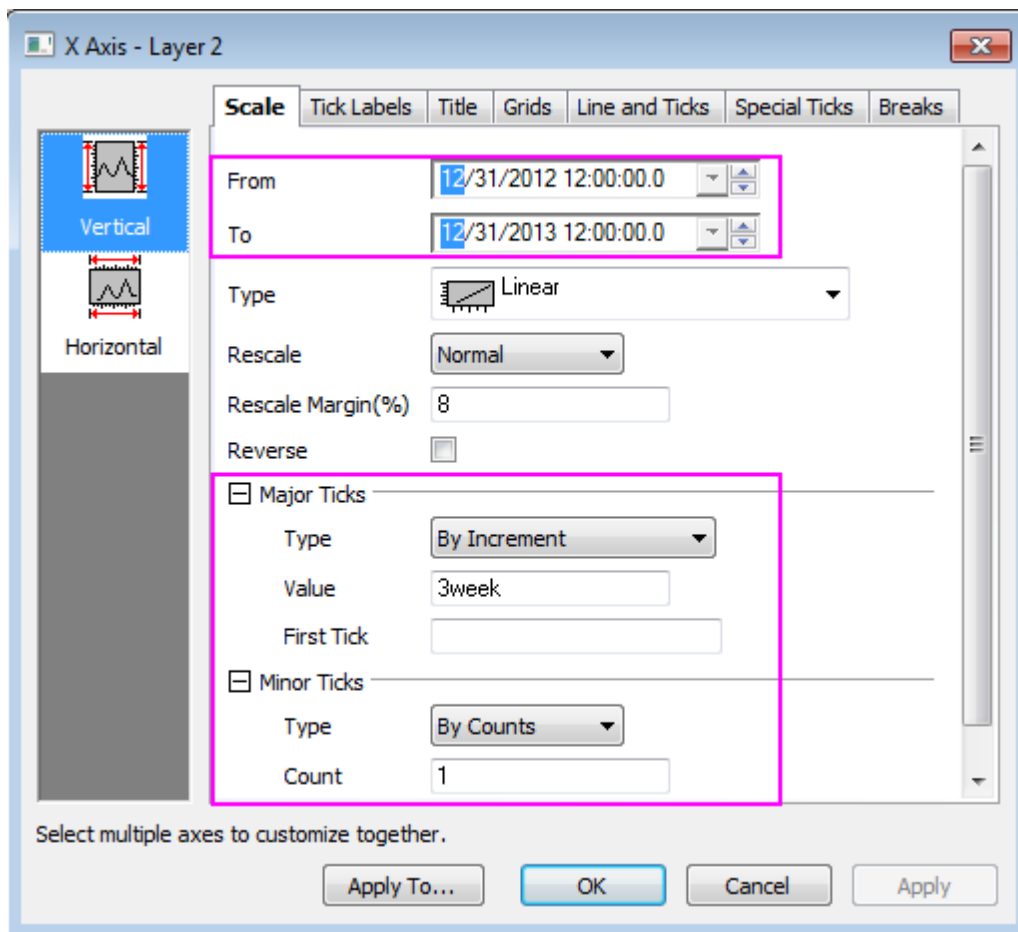 X Axis - Layer 2
Scale Tick Labels Title Grids Line and Ticks Special Ticks Breaks
Vertical
Horizontal
From 12/31/2012 12:00:00.0
To 12/31/2013 12:00:00.0
Type Linear
Rescale Normal
Rescale Margin(%) 8
Reverse
Major Ticks
Type By Increment
Value 3week
First Tick
Minor Ticks
Type By Counts
Count 1
Select multiple axes to customize together.
Apply To... OK Cancel Apply